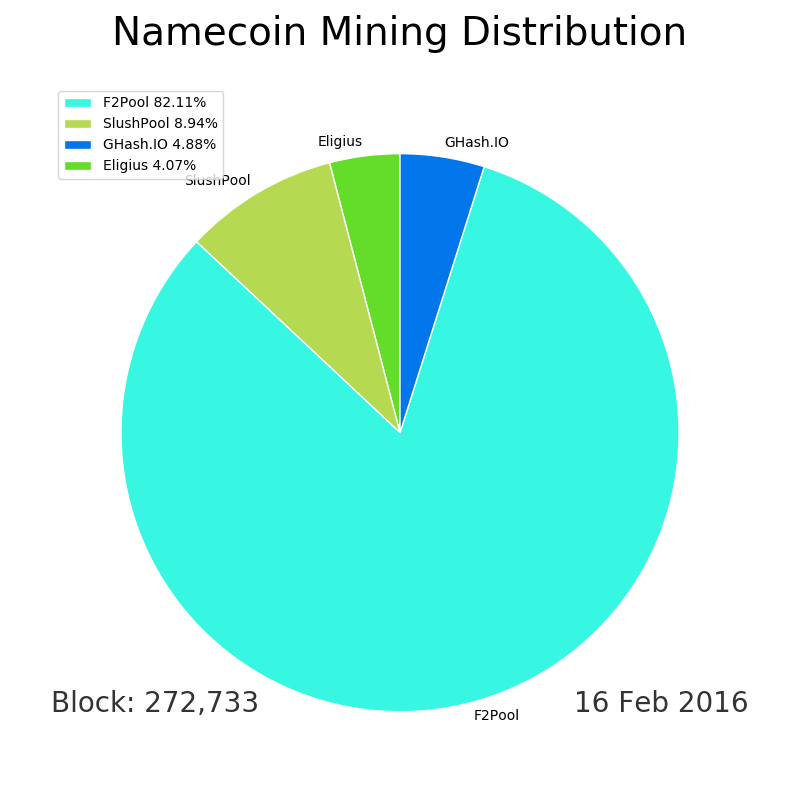 Namecoin Mining Distribution
F2Pool 82.11%
SlushPool 8.94%
GHash.IO 4.88%
Eligius 4.07%
Eligius
GHash.IO
SlushPool
F2Pool
Block: 272,733
16 Feb 2016